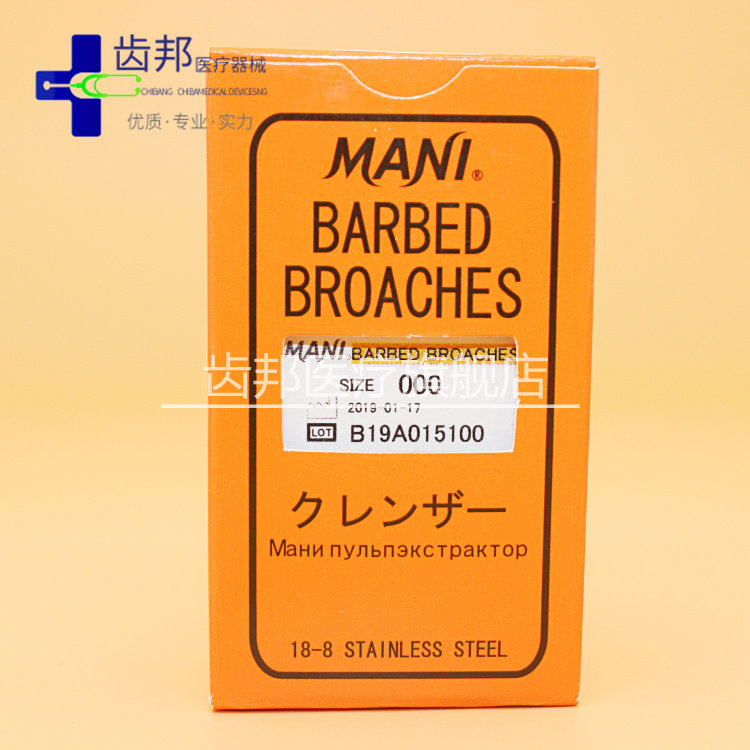 齿邦医疗器械
CHIBANG CHIBAMEDICAL DEVICESNG
优质·专业·实力
MANI®
BARBED
BROACHES
MANI® BARBED BROACHES
齿邦医疗旗舰店
SIZE 000
2019-01-17
LOT B19A015100
クレンザー
Мани пульпэкстрактор
18-8 STAINLESS STEEL